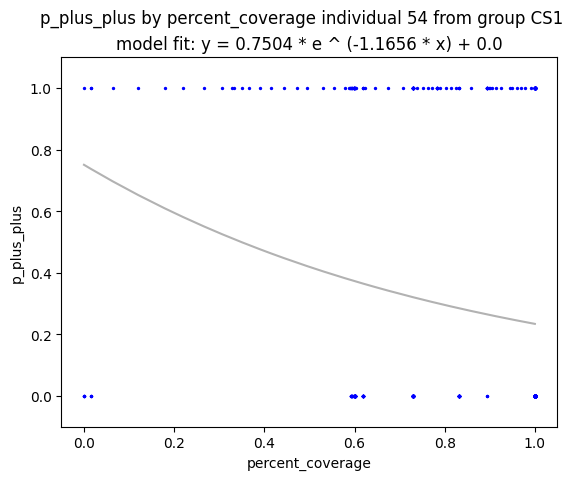 p_plus_plus by percent_coverage individual 54 from group CS1
model fit: y = 0.7504 * e ^ (-1.1656 * x) + 0.0
1.0
0.8
0.6
0.4
0.2
0.0
p_plus_plus
0.0 0.2 0.4 0.6 0.8 1.0
percent_coverage